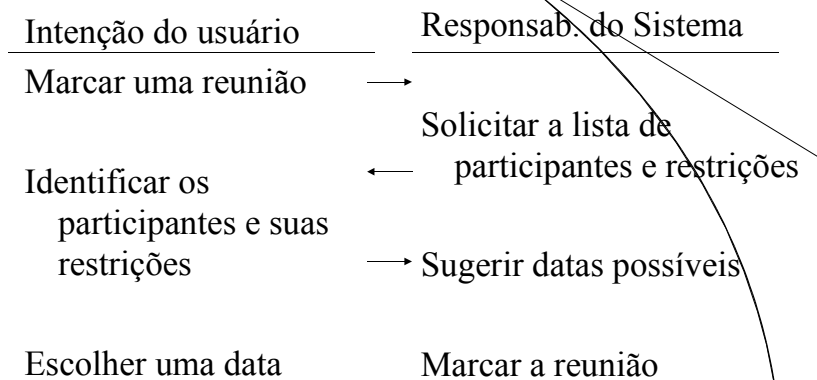 Intenção do usuário
Responsab. do Sistema
Marcar uma reunião
Solicitar a lista de
participantes e restrições
Identificar os
participantes e suas
restrições
Sugerir datas possíveis
Escolher uma data
Marcar a reunião